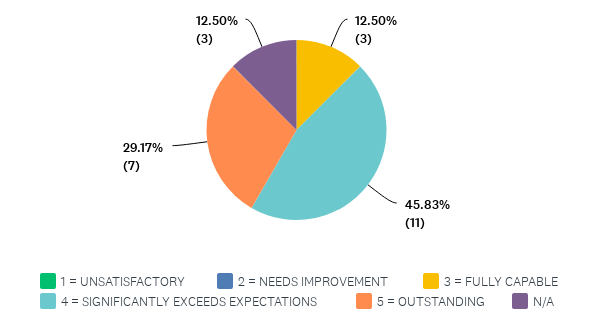 12.50%
(3)
12.50%
(3)
29.17%
(7)
45.83%
(11)
1 = UNSATISFACTORY
2 = NEEDS IMPROVEMENT
3 = FULLY CAPABLE
4 = SIGNIFICANTLY EXCEEDS EXPECTATIONS
5 = OUTSTANDING
N/A